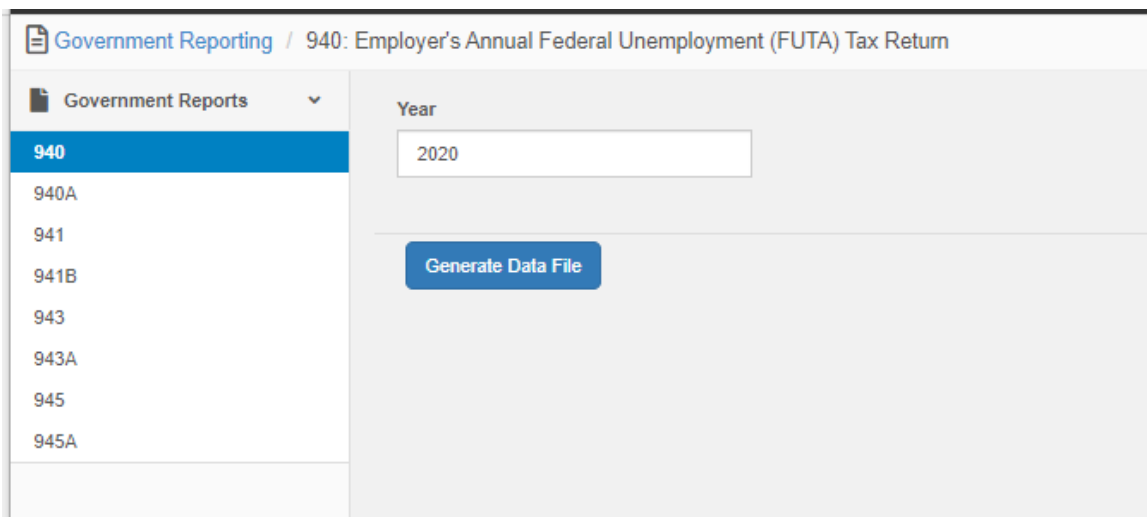 Government Reporting / 940: Employer's Annual Federal Unemployment (FUTA) Tax Return
Government Reports
940
940A
941
941B
943
943A
945
945A
Year
2020
Generate Data File